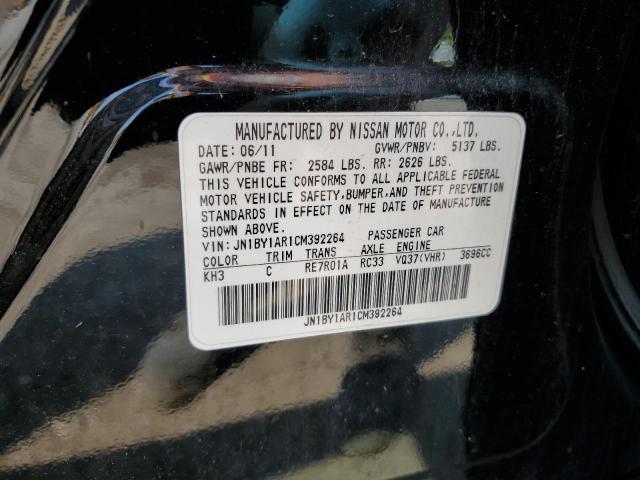 MANUFACTURED BY NISSAN MOTOR CO.,LTD.
DATE: 06/11 GVWR/PNBV: 5137 LBS.
GAWR/PNBE FR: 2584 LBS. RR: 2626 LBS.
THIS VEHICLE CONFORMS TO ALL APPLICABLE FEDERAL
MOTOR VEHICLE SAFETY,BUMPER,AND THEFT PREVENTION
STANDARDS IN EFFECT ON THE DATE OF MANUFACTURE
SHOWN ABOVE.
VIN:JN1BY1AR1CM392264 PASSENGER CAR
COLOR TRIM TRANS AXLE ENGINE
KH3 C RE7R01A RC33 VQ37(VHR) 3696CC
JN1BY1AR1CM392264